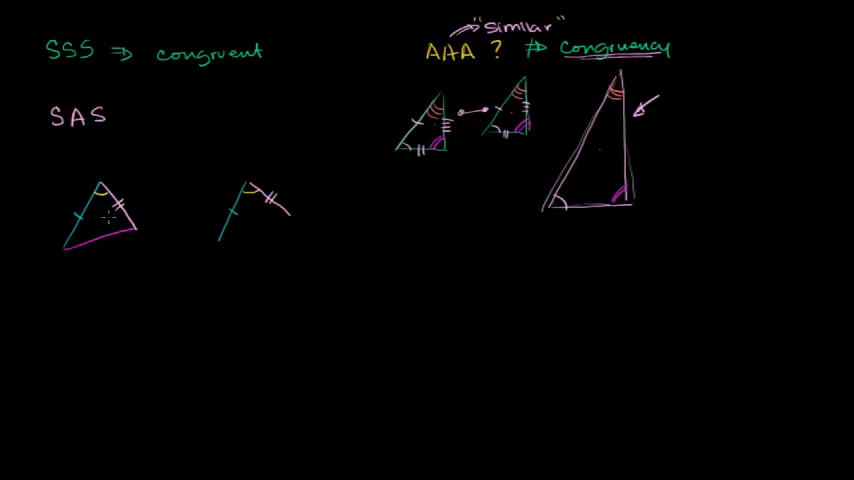 SSS ⇒ congruent
"Similar"
AAA ? ⇏ congruency
SAS